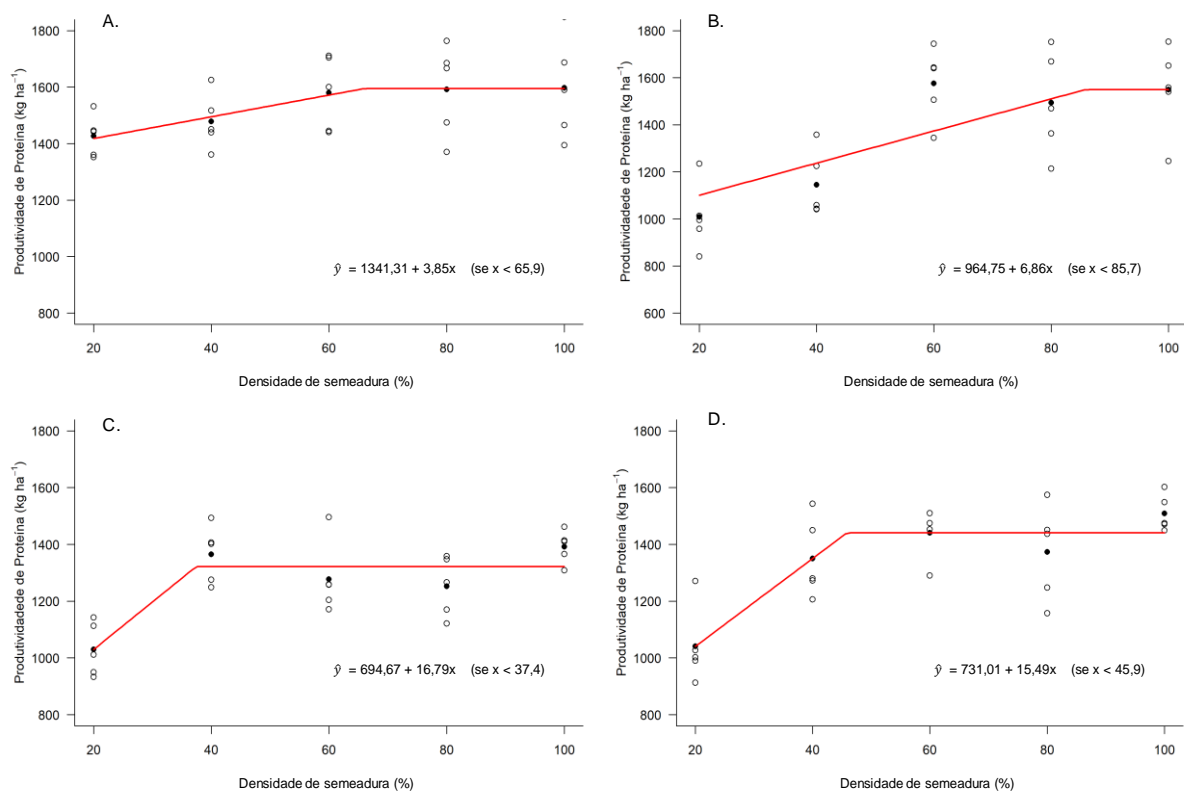 A.
Produtividade de Proteína (kg ha⁻¹)
1800
1600
1400
1200
1000
800
ŷ = 1341,31 + 3,85x (se x < 65,9)
20 40 60 80 100
Densidade de semeadura (%)
B.
Produtividadede Proteína (kg ha⁻¹)
1800
1600
1400
1200
1000
800
600
ŷ = 964,75 + 6,86x (se x < 85,7)
20 40 60 80 100
Densidade de semeadura (%)
C.
Produtividadede Proteína (kg ha⁻¹)
1800
1600
1400
1200
1000
800
ŷ = 694,67 + 16,79x (se x < 37,4)
20 40 60 80 100
Densidade de semeadura (%)
D.
Produtividade de Proteína (kg ha⁻¹)
1800
1600
1400
1200
1000
800
ŷ = 731,01 + 15,49x (se x < 45,9)
20 40 60 80 100
Densidade de semeadura (%)